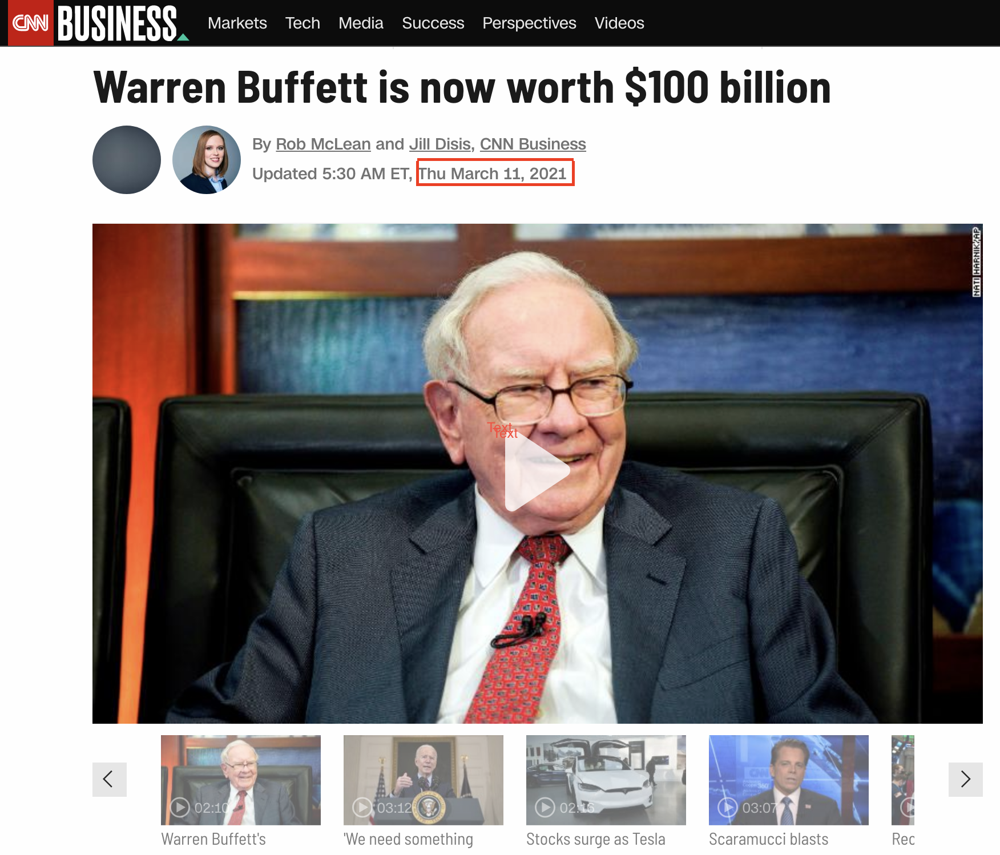 CNN BUSINESS Markets Tech Media Success Perspectives Videos
Warren Buffett is now worth $100 billion
By Rob McLean and Jill Disis, CNN Business
Updated 5:30 AM ET, Thu March 11, 2021
NATI HARNIK/AP
Text
Text
02:10 03:12 02:16 03:07
Warren Buffett's 'We need something Stocks surge as Tesla Scaramucci blasts Rec